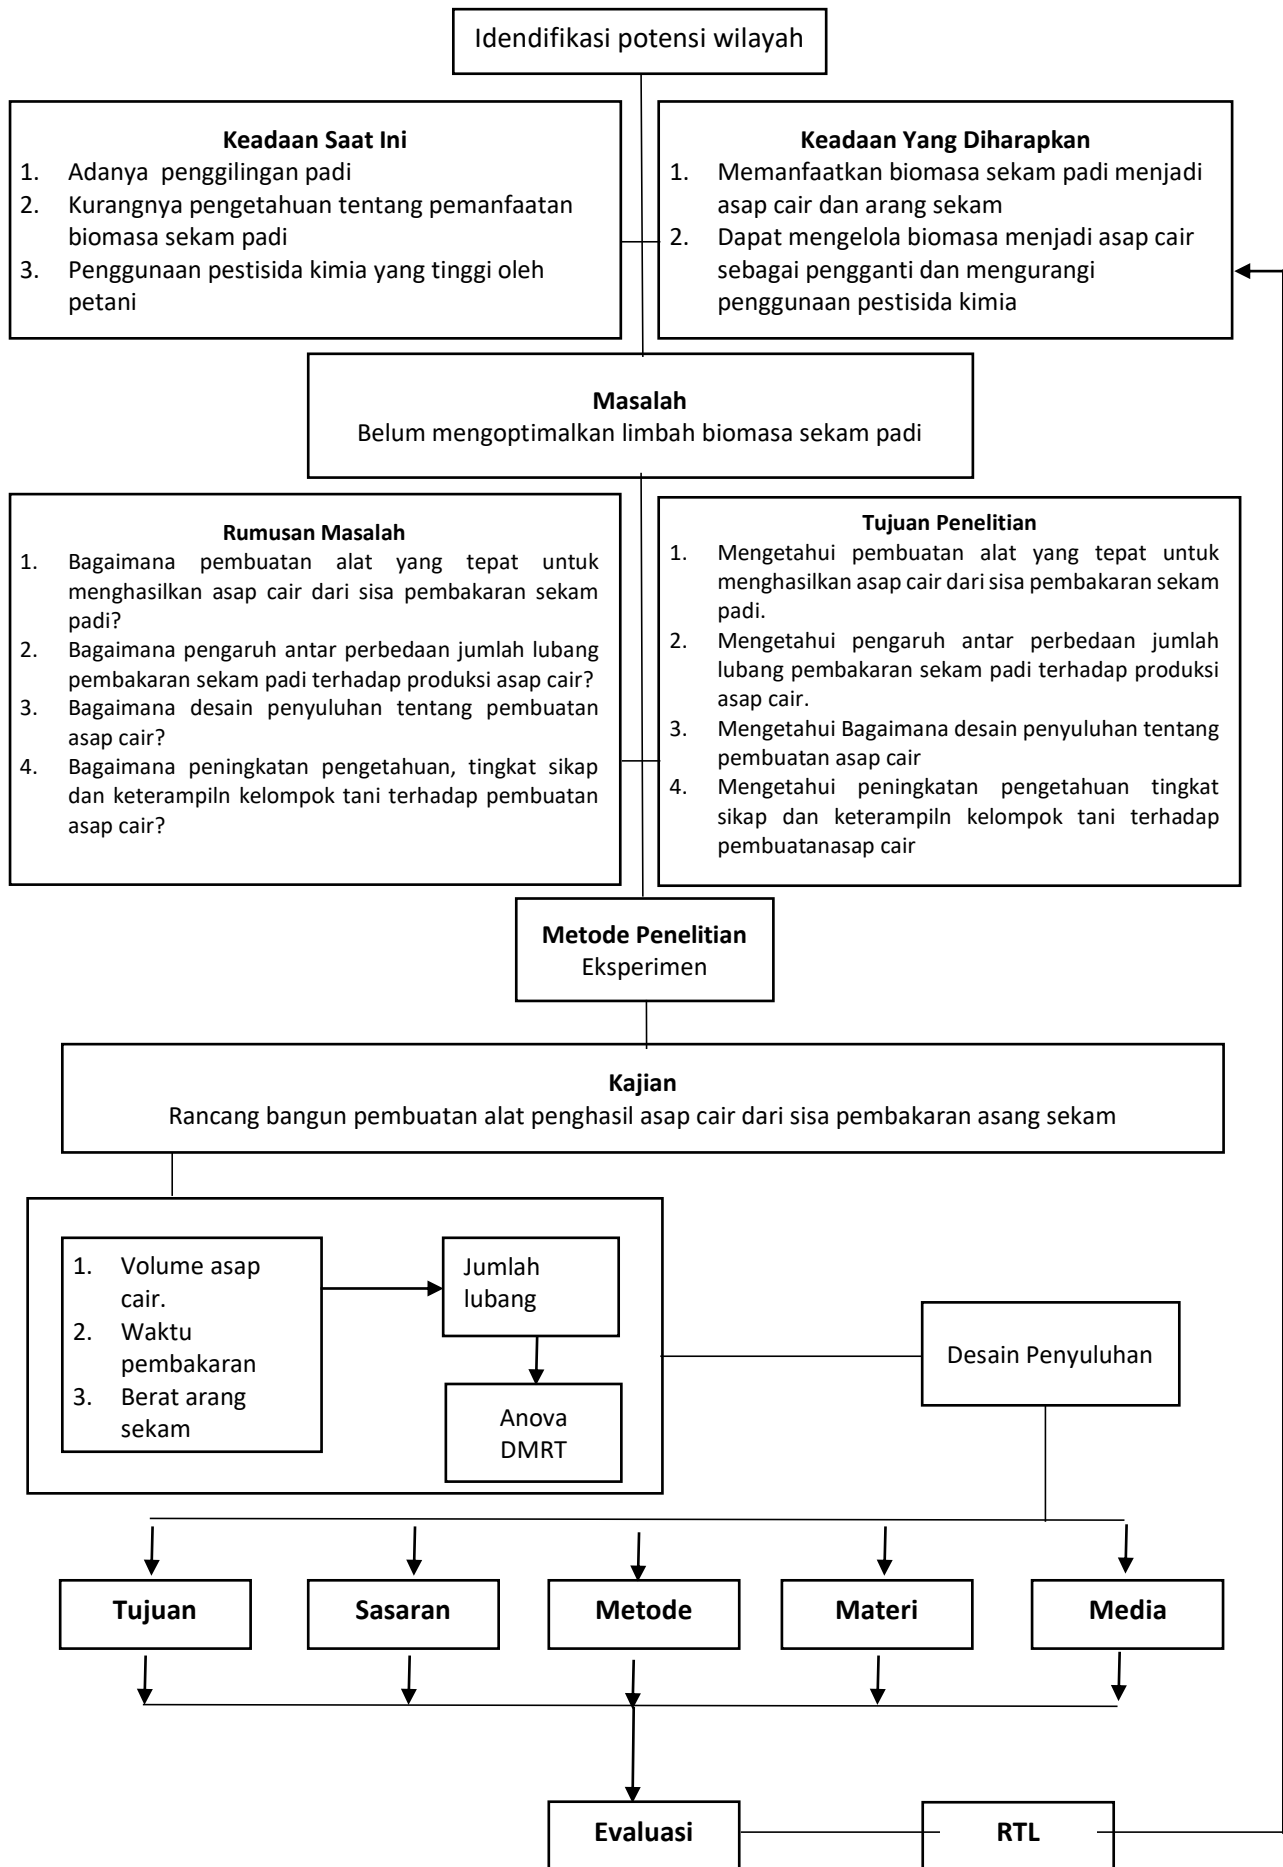 Idendifikasi potensi wilayah
Keadaan Saat Ini
1. Adanya penggilingan padi
2. Kurangnya pengetahuan tentang pemanfaatan
biomasa sekam padi
3. Penggunaan pestisida kimia yang tinggi oleh
petani
Keadaan Yang Diharapkan
1. Memanfaatkan biomasa sekam padi menjadi
asap cair dan arang sekam
2. Dapat mengelola biomasa menjadi asap cair
sebagai pengganti dan mengurangi
penggunaan pestisida kimia
Masalah
Belum mengoptimalkan limbah biomasa sekam padi
Rumusan Masalah
1. Bagaimana pembuatan alat yang tepat untuk
menghasilkan asap cair dari sisa pembakaran sekam
padi?
2. Bagaimana pengaruh antar perbedaan jumlah lubang
pembakaran sekam padi terhadap produksi asap cair?
3. Bagaimana desain penyuluhan tentang pembuatan
asap cair?
4. Bagaimana peningkatan pengetahuan, tingkat sikap
dan keterampiln kelompok tani terhadap pembuatan
asap cair?
Tujuan Penelitian
1. Mengetahui pembuatan alat yang tepat untuk
menghasilkan asap cair dari sisa pembakaran sekam
padi.
2. Mengetahui pengaruh antar perbedaan jumlah
lubang pembakaran sekam padi terhadap produksi
asap cair.
3. Mengetahui Bagaimana desain penyuluhan tentang
pembuatan asap cair
4. Mengetahui peningkatan pengetahuan tingkat
sikap dan keterampiln kelompok tani terhadap
pembuatanasap cair
Metode Penelitian
Eksperimen
Kajian
Rancang bangun pembuatan alat penghasil asap cair dari sisa pembakaran asang sekam
1. Volume asap
cair.
2. Waktu
pembakaran
3. Berat arang
sekam
Jumlah
lubang
Anova
DMRT
Desain Penyuluhan
Tujuan
Sasaran
Metode
Materi
Media
Evaluasi
RTL